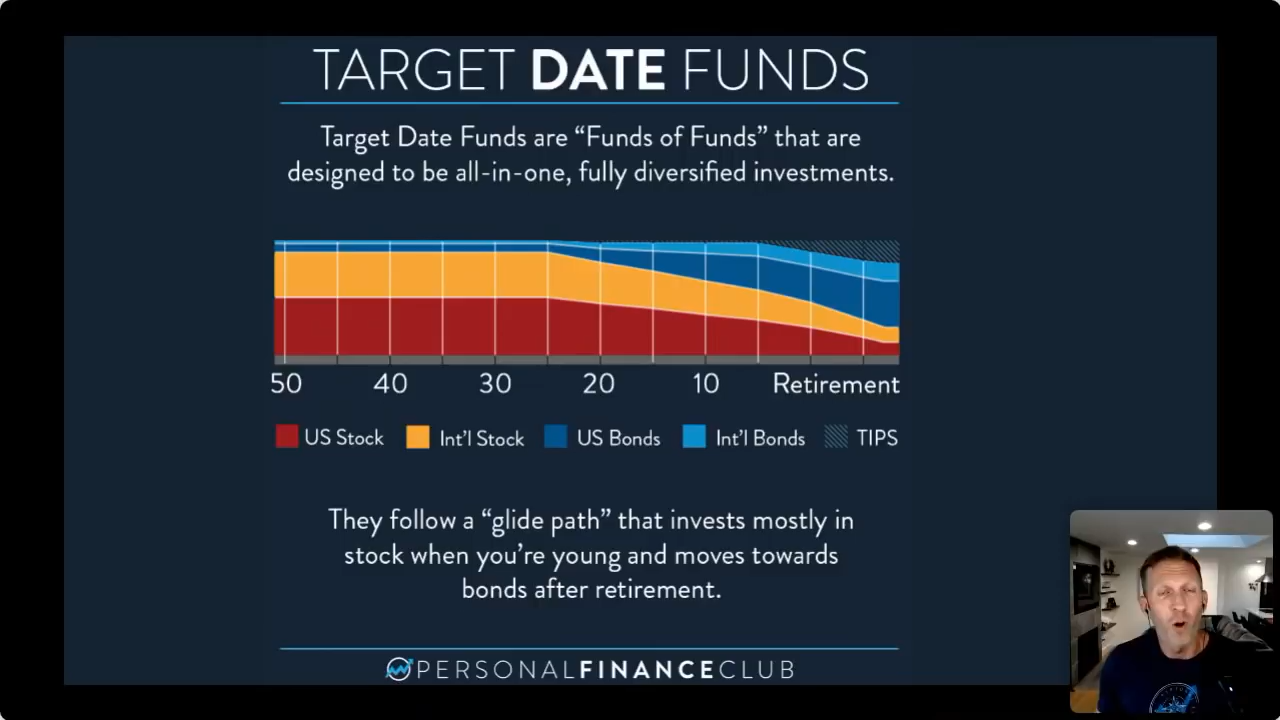 TARGET DATE FUNDS
Target Date Funds are “Funds of Funds” that are
designed to be all-in-one, fully diversified investments.
50 40 30 20 10 Retirement
US Stock Int’l Stock US Bonds Int’l Bonds TIPS
They follow a “glide path” that invests mostly in
stock when you’re young and moves towards
bonds after retirement.
PERSONALFINANCECLUB